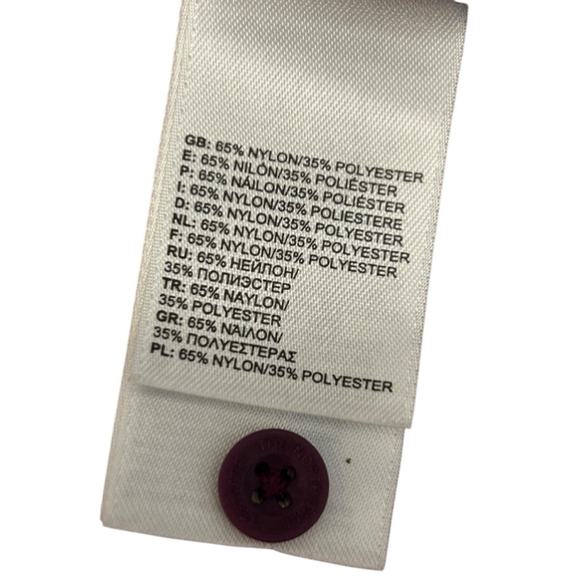 GB: 65% NYLON/35% POLYESTER
E: 65% NILÓN/35% POLIÉSTER
P: 65% NÁILON/35% POLIÉSTER
I: 65% NYLON/35% POLIESTERE
D: 65% NYLON/35% POLYESTER
NL: 65% NYLON/35% POLYESTER
F: 65% NYLON/35% POLYESTER
RU: 65% НЕЙЛОН/
35% ПОЛИЭСТЕР
TR: 65% NAYLON/
35% POLYESTER
GR: 65% ΝΑΪΛΟΝ/
35% ΠΟΛΥΕΣΤΕΡΑΣ
PL: 65% NYLON/35% POLYESTER